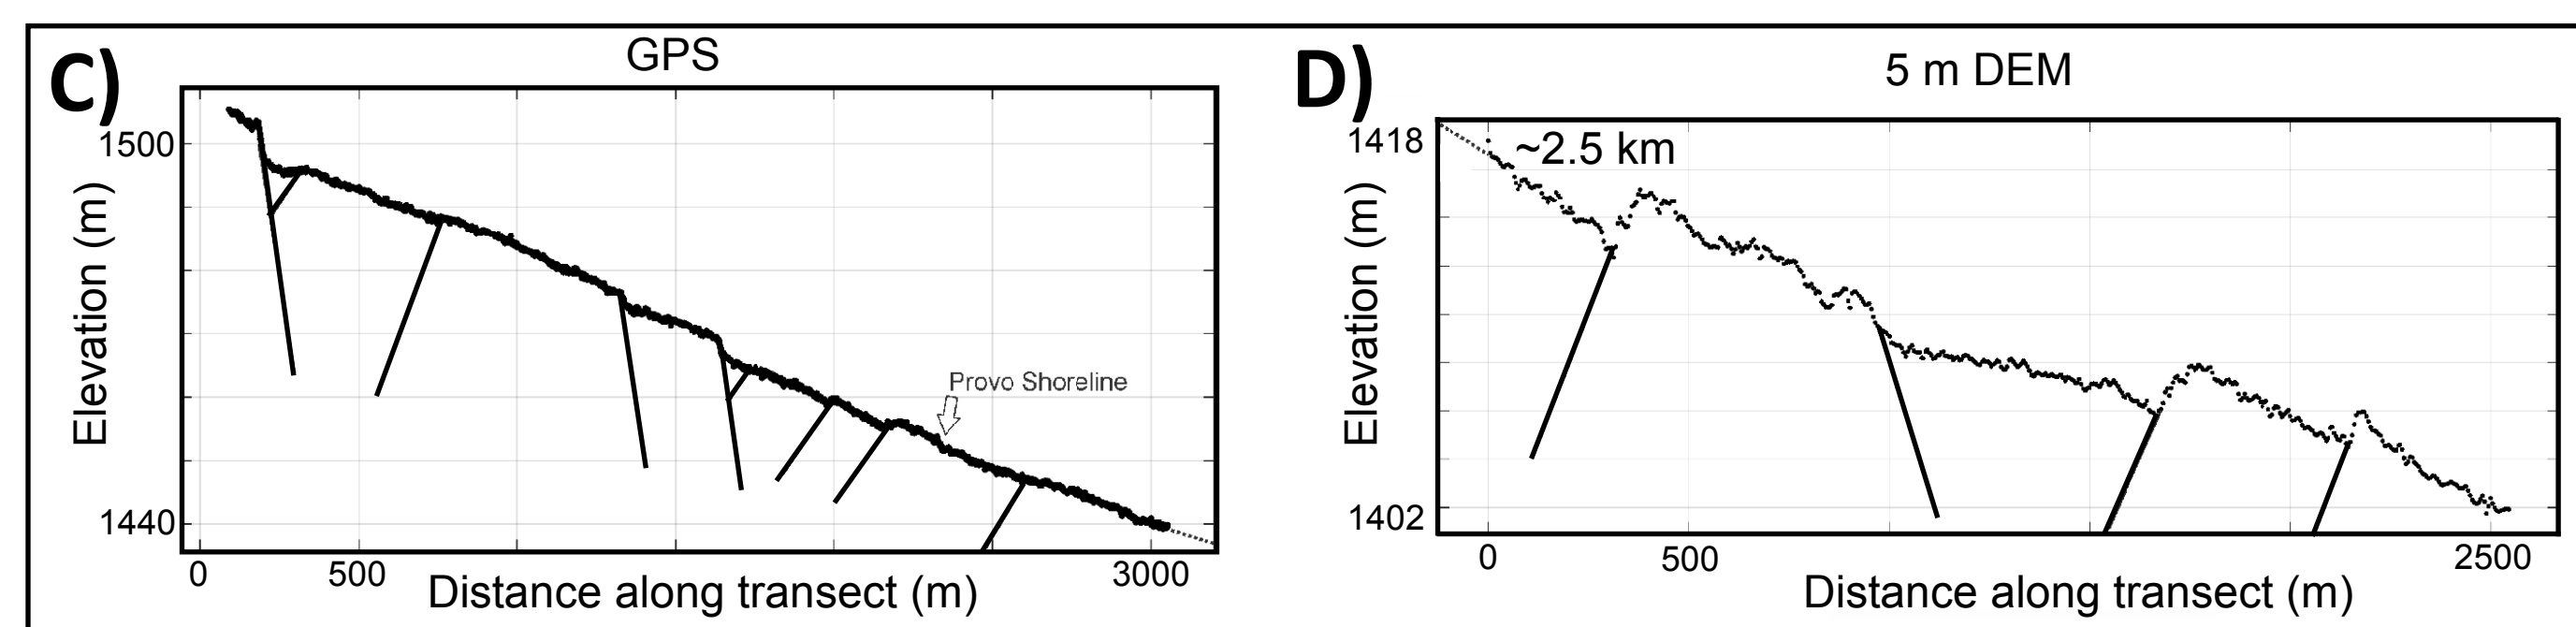 C)
GPS
1500
1440
Elevation (m)
Provo Shoreline
0 500 3000
Distance along transect (m)
D)
5 m DEM
1418
1402
Elevation (m)
~2.5 km
0 500 2500
Distance along transect (m)